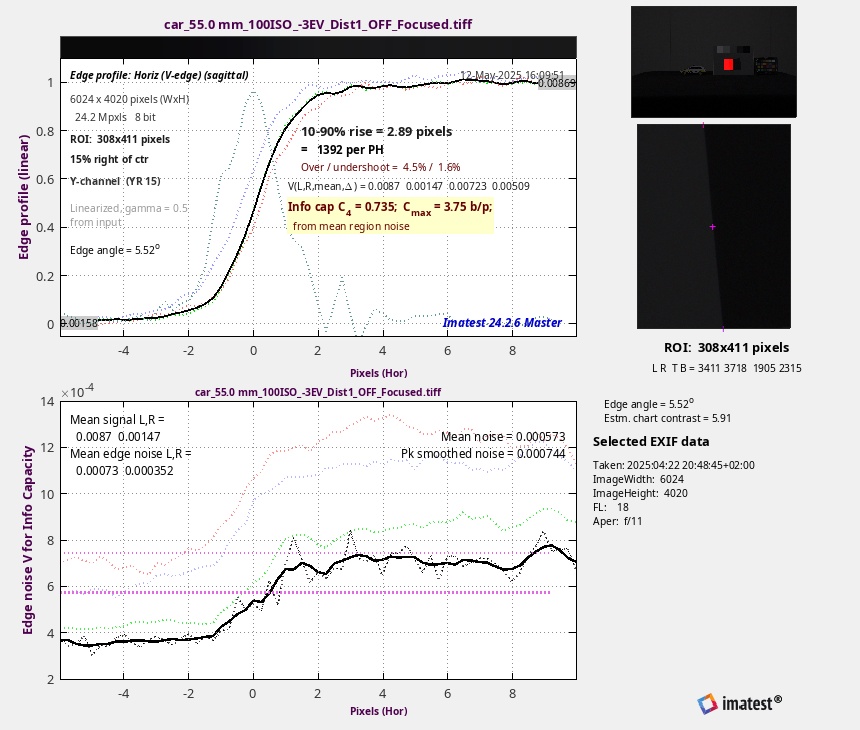 car_55.0 mm_100ISO_-3EV_Dist1_OFF_Focused.tiff
Edge profile: Horiz (V-edge) (sagittal)
12-May-2025 16:09:51
0.00869
6024 x 4020 pixels (WxH)
24.2 Mpxls   8 bit
ROI:  308x411 pixels
15% right of ctr
Y-channel  (YR 15)
Linearized, gamma = 0.5
from input
Edge angle = 5.52°
10-90% rise = 2.89 pixels
=   1392 per PH
Over / undershoot =  4.5% /  1.6%
V(L,R,mean,Δ) = 0.0087  0.00147  0.00723  0.00509
Info cap C4 = 0.735;  Cmax = 3.75 b/p;
from mean region noise
0.00158
Imatest 24.2.6 Master
Edge profile (linear)
1
0.8
0.6
0.4
0.2
0
-4 -2 0 2 4 6 8
Pixels (Hor)
ROI:  308x411 pixels
L R  T B = 3411 3718  1905 2315
×10-4
car_55.0 mm_100ISO_-3EV_Dist1_OFF_Focused.tiff
Mean signal L,R =
0.0087  0.00147
Mean edge noise L,R =
0.00073  0.000352
Mean noise = 0.000573
Pk smoothed noise = 0.000744
Edge noise V for Info Capacity
14
12
10
8
6
4
2
-4 -2 0 2 4 6 8
Pixels (Hor)
Edge angle = 5.52°
Estm. chart contrast = 5.91
Selected EXIF data
Taken: 2025:04:22 20:48:45+02:00
ImageWidth:  6024
ImageHeight:  4020
FL:   18
Aper:  f/11
imatest®